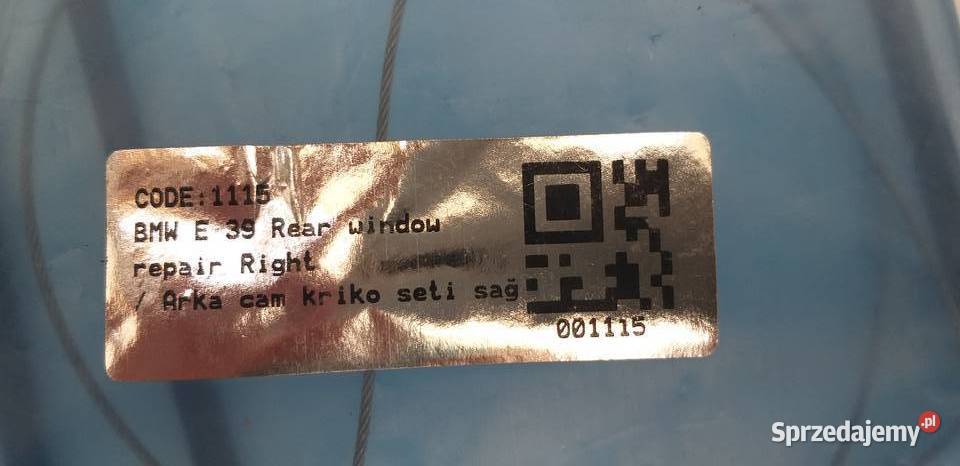 CODE:1115
BMW E 39 Rear window
repair Right
/ Arka cam kriko seti sağ
001115
Sprzedajemy.pl